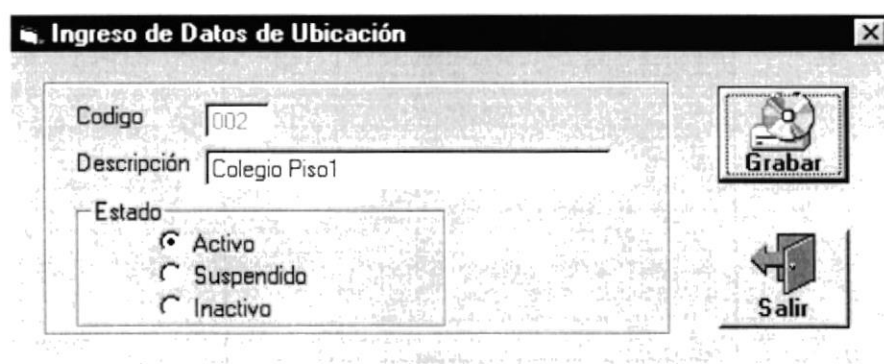 Ingreso de Datos de Ubicación
Codigo 002
Descripción Colegio Piso1
Estado
Activo
Suspendido
Inactivo
Grabar
Salir